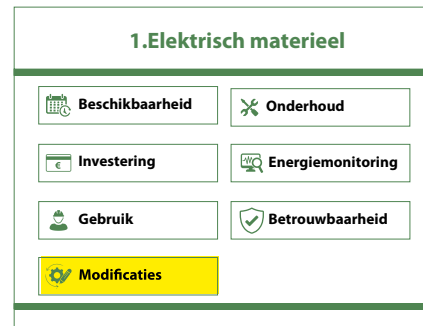 1.Elektrisch materieel
Beschikbaarheid
Onderhoud
€ Investering
Energiemonitoring
Gebruik
Betrouwbaarheid
Modificaties